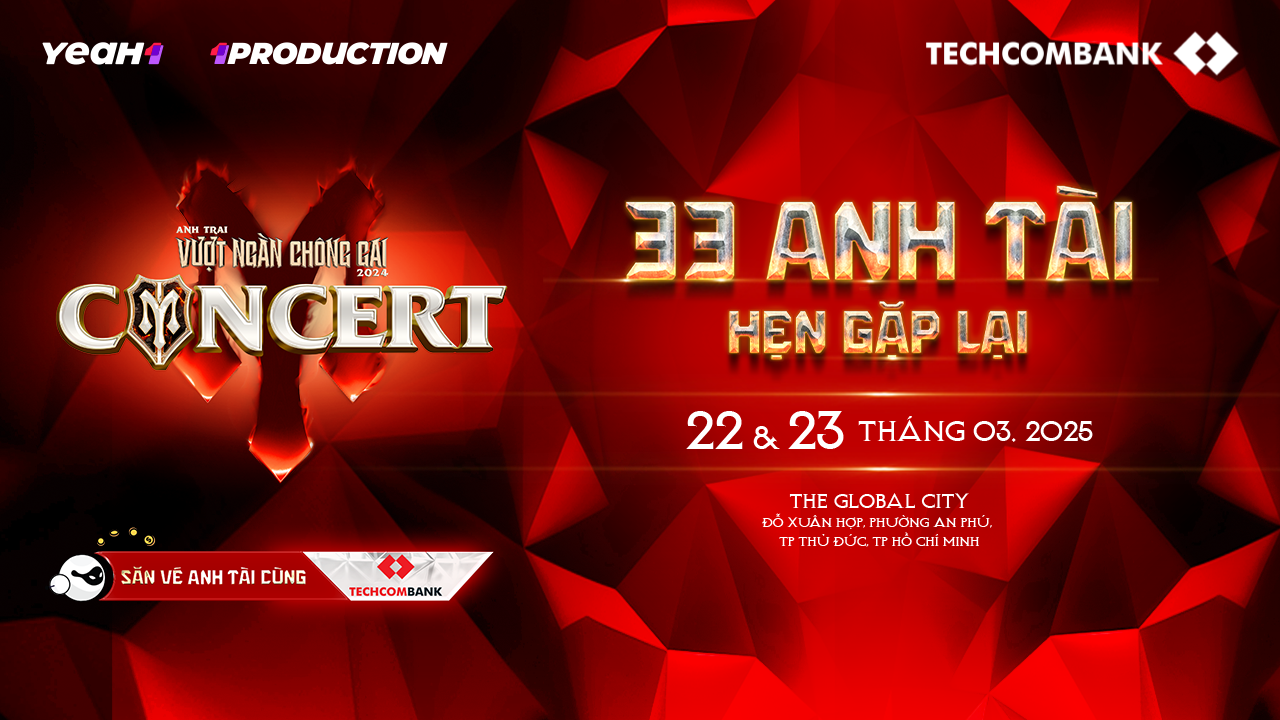 YeaH1
1PRODUCTION
TECHCOMBANK
ANH TRAI
VƯỢT NGÀN CHÔNG GAI
2024
CONCERT
33 ANH TÀI
HẸN GẶP LẠI
22 & 23 THÁNG 03. 2025
THE GLOBAL CITY
ĐỖ XUÂN HỢP, PHƯỜNG AN PHÚ,
TP THỦ ĐỨC, TP HỒ CHÍ MINH
SĂN VÉ ANH TÀI CÙNG
TECHCOMBANK